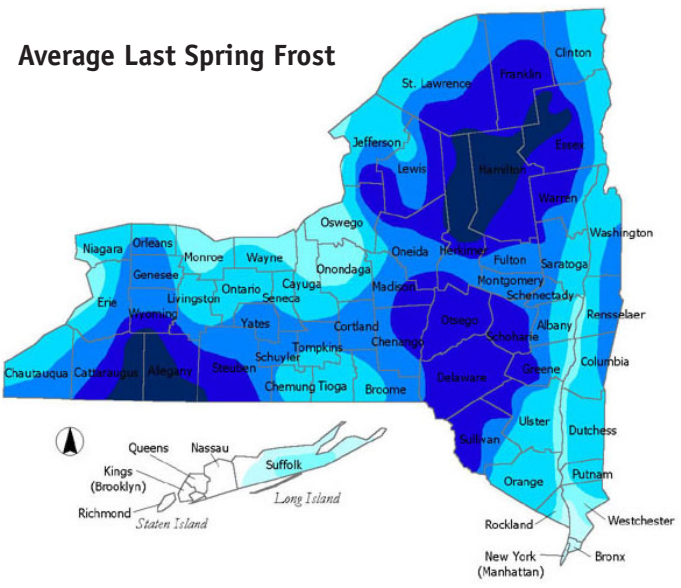 Average Last Spring Frost
Clinton
Franklin
St. Lawrence
Jefferson
Essex
Lewis
Hamilton
Warren
Oswego
Washington
Niagara
Orleans
Monroe
Wayne
Oneida
Herkimer
Fulton
Saratoga
Genesee
Onondaga
Montgomery
Erie
Livingston
Ontario
Cayuga
Seneca
Madison
Schenectady
Wyoming
Rensselaer
Yates
Cortland
Otsego
Albany
Schoharie
Chenango
Tompkins
Schuyler
Columbia
Chautauqua
Cattaraugus
Allegany
Steuben
Greene
Delaware
Chemung
Tioga
Broome
Ulster
Dutchess
Sullivan
Queens
Nassau
Suffolk
Kings
(Brooklyn)
Putnam
Orange
Long Island
Richmond
Staten Island
Rockland
Westchester
New York
(Manhattan)
Bronx